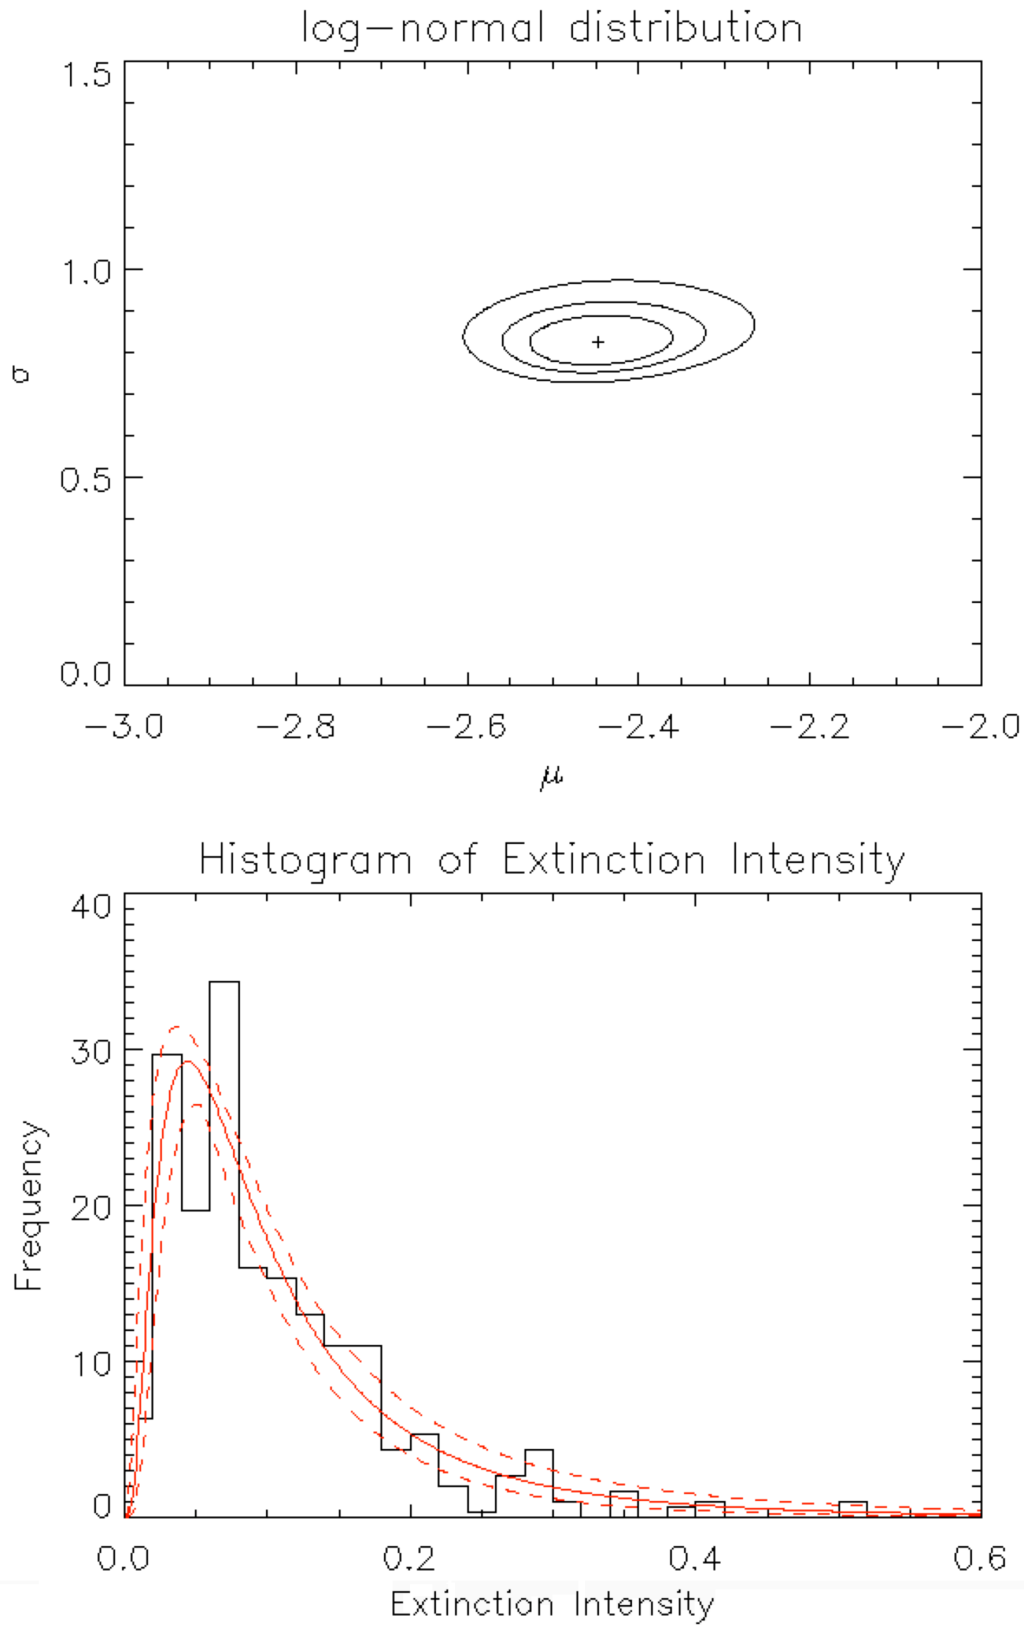 log-normal distribution
1.5
1.0
0.5
0.0
σ
-3.0 -2.8 -2.6 -2.4 -2.2 -2.0
μ
Histogram of Extinction Intensity
40
30
20
10
0
Frequency
0.0 0.2 0.4 0.6
Extinction Intensity